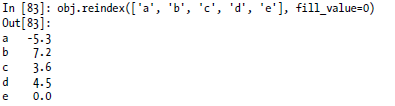 In [83]: obj.reindex(['a', 'b', 'c', 'd', 'e'], fill_value=0)
Out[83]:
a   -5.3
b    7.2
c    3.6
d    4.5
e    0.0